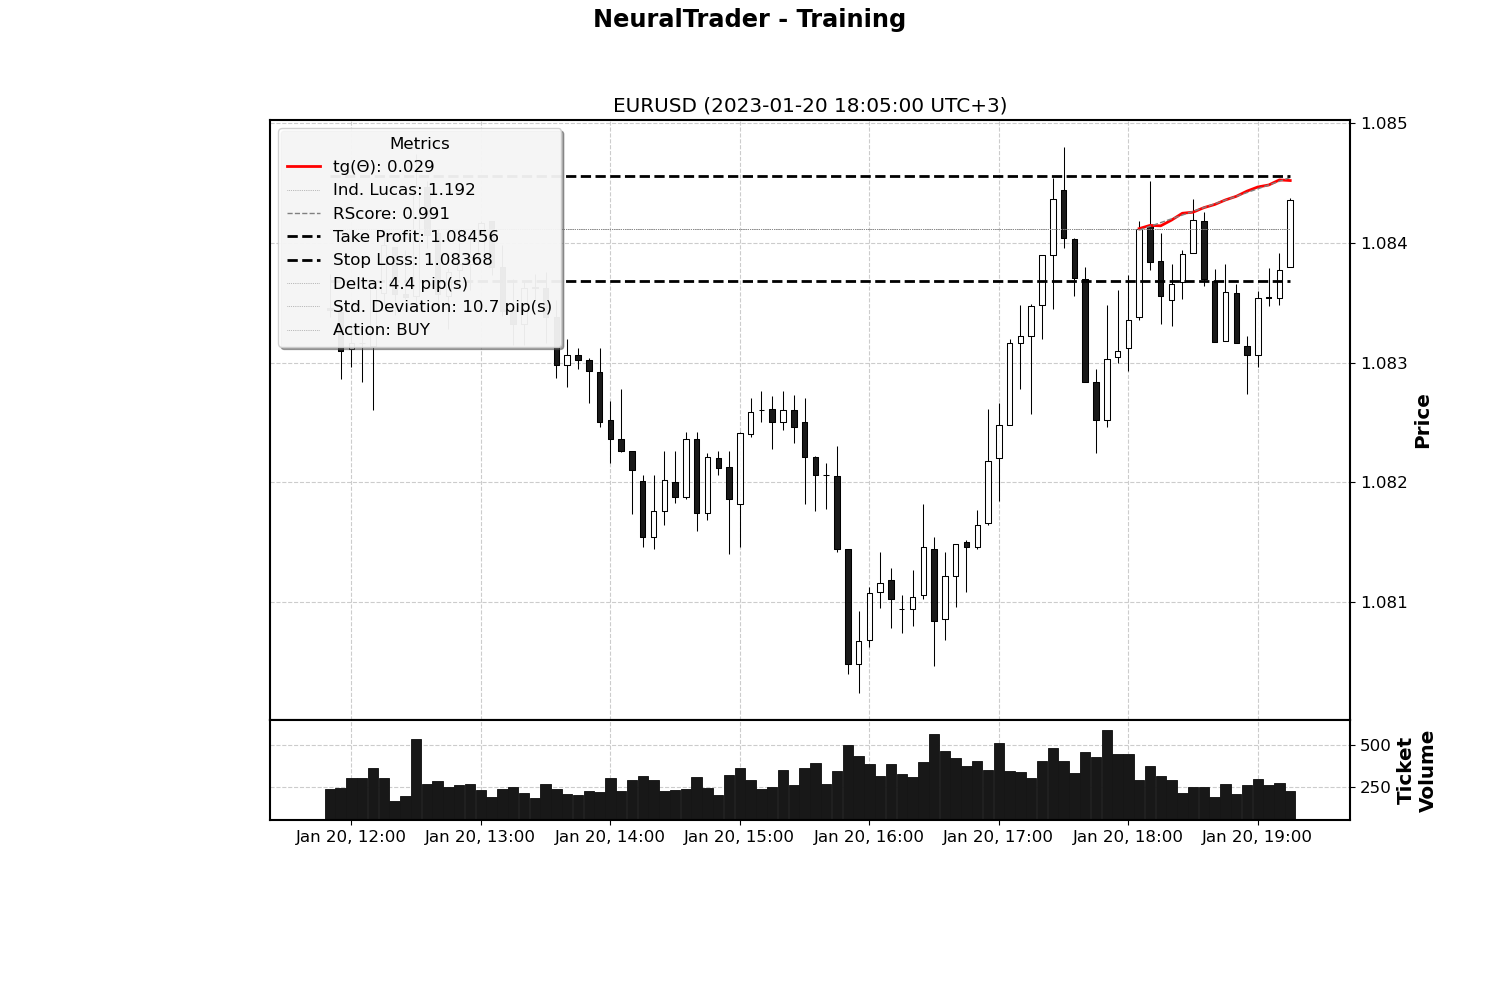 NeuralTrader - Training
EURUSD (2023-01-20 18:05:00 UTC+3)
Metrics
tg(Θ): 0.029
Ind. Lucas: 1.192
RScore: 0.991
Take Profit: 1.08456
Stop Loss: 1.08368
Delta: 4.4 pip(s)
Std. Deviation: 10.7 pip(s)
Action: BUY
1.085
1.084
1.083
1.082
1.081
Price
500
250
Ticket
Volume
Jan 20, 12:00 Jan 20, 13:00 Jan 20, 14:00 Jan 20, 15:00 Jan 20, 16:00 Jan 20, 17:00 Jan 20, 18:00 Jan 20, 19:00